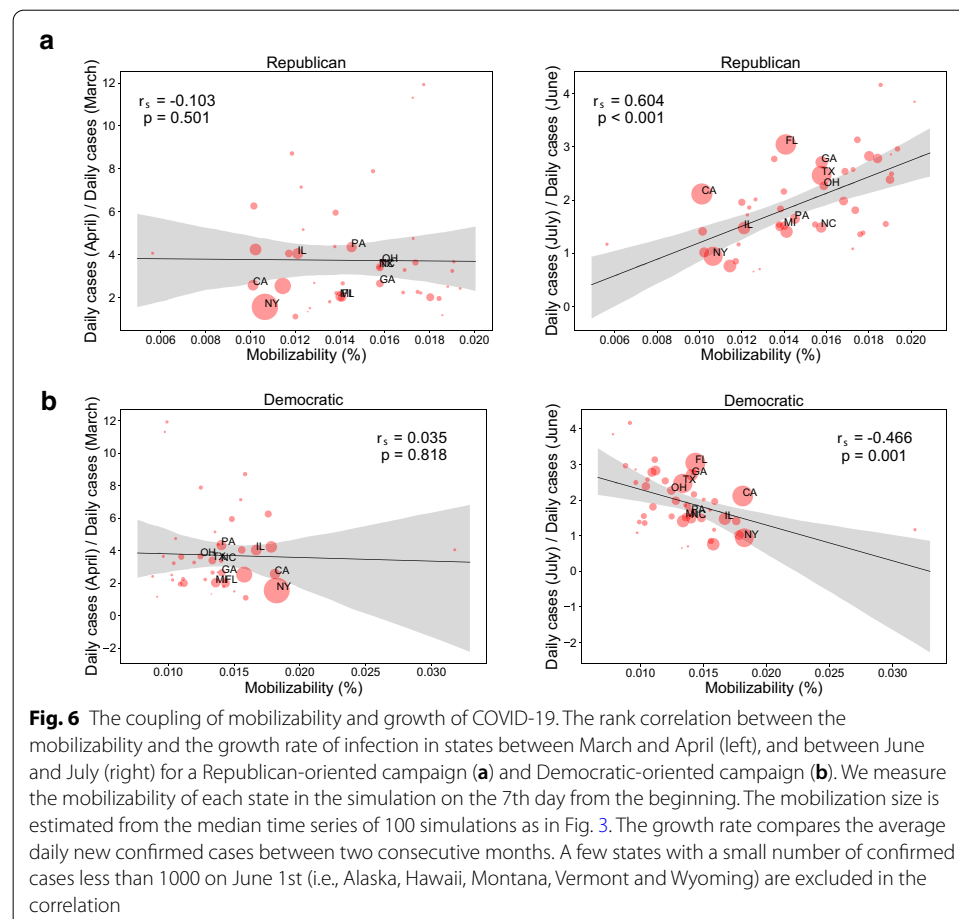 a
Republican
Republican
Daily cases (April) / Daily cases (March)
12
10
8
6
4
2
r s = -0.103
p = 0.501
IL
PA
OH
CA
GA
NY
0.006 0.008 0.010 0.012 0.014 0.016 0.018 0.020
Mobilizability (%)
Daily cases (July) / Daily cases (June)
4
3
2
1
0
r s = 0.604
p < 0.001
FL
GA
TX
OH
CA
PA
MI
NC
IL
NY
0.006 0.008 0.010 0.012 0.014 0.016 0.018 0.020
Mobilizability (%)
b
Democratic
Democratic
Daily cases (April) / Daily cases (March)
12
10
8
6
4
2
0
−2
r s = 0.035
p = 0.818
PA
OH
IL
TX
NC
GA
CA
MI
FL
NY
0.010 0.015 0.020 0.025 0.030
Mobilizability (%)
Daily cases (July) / Daily cases (June)
4
3
2
1
0
−1
−2
r s = -0.466
p = 0.001
FL
GA
TX
OH
CA
PA
MI
NC
IL
NY
0.010 0.015 0.020 0.025 0.030
Mobilizability (%)
Fig. 6 The coupling of mobilizability and growth of COVID-19. The rank correlation between the
mobilizability and the growth rate of infection in states between March and April (left), and between June
and July (right) for a Republican-oriented campaign (a) and Democratic-oriented campaign (b). We measure
the mobilizability of each state in the simulation on the 7th day from the beginning. The mobilization size is
estimated from the median time series of 100 simulations as in Fig. 3. The growth rate compares the average
daily new confirmed cases between two consecutive months. A few states with a small number of confirmed
cases less than 1000 on June 1st (i.e., Alaska, Hawaii, Montana, Vermont and Wyoming) are excluded in the
correlation